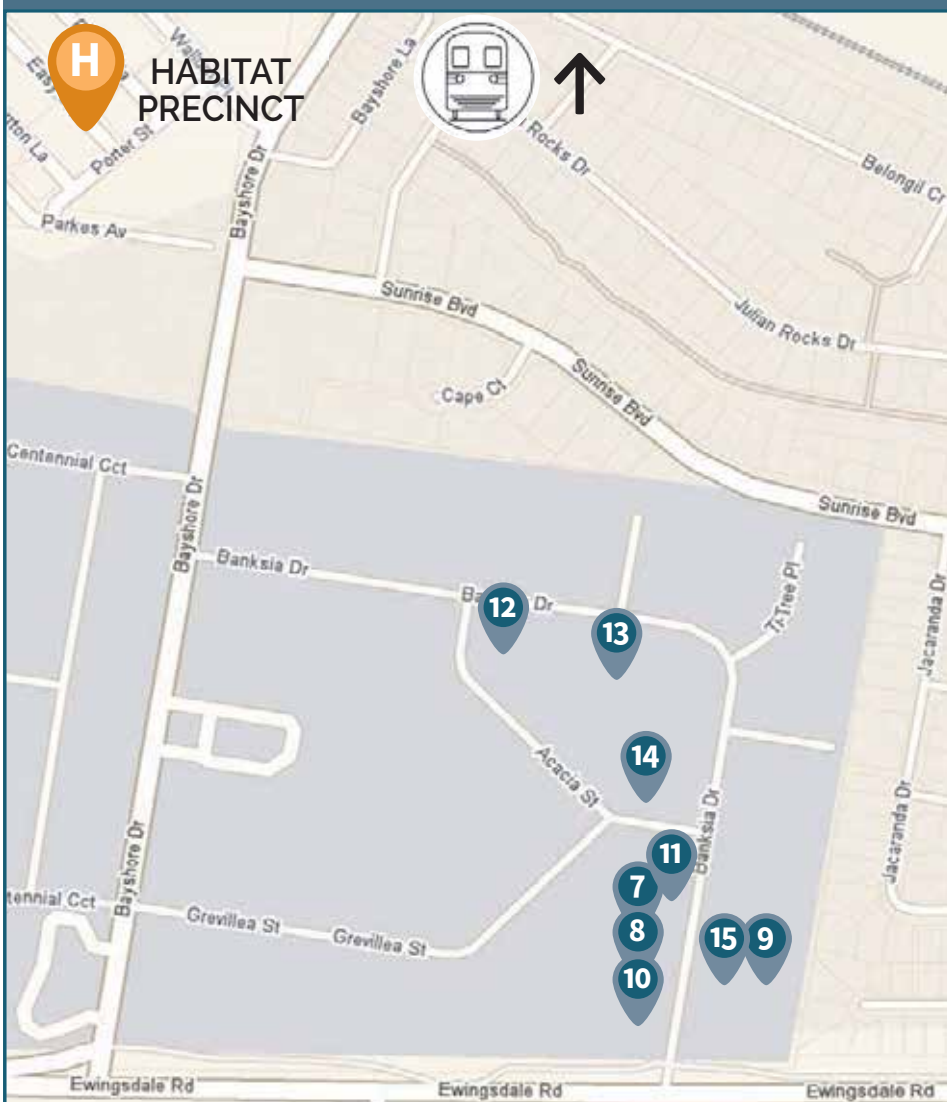 H
HABITAT
PRECINCT
Bayshore La
Porter St
Parkes Av
Bayshore Dr
Rocks Dr
Belongil Cr
Julian Rocks Dr
Sunrise Bvd
Cape Ct
Sunrise Bvd
Sunrise Bvd
Centennial Cct
Bayshore Dr
Banksia Dr
Dr
12
13
Ti-Tree Pl
Jacaranda Dr
14
Acacia St
Banksia Dr
Jacaranda Dr
Bayshore Dr
11
7
8
15
9
10
tennial Cct
Grevillea St
Grevillea St
Ewingsdale Rd
Ewingsdale Rd
Ewingsdale Rd